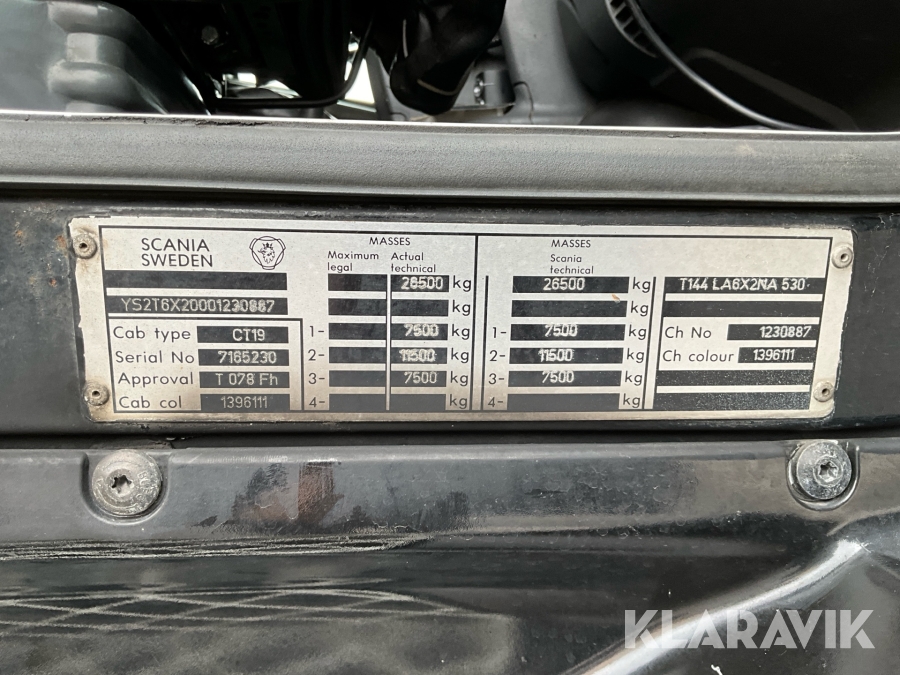 SCANIA
SWEDEN
YS2T6X20001230887
Cab type CT19
Serial No 7165230
Approval T 078 Fh
Cab col 1396111
MASSES
Maximum legal Actual technical
26500 kg
kg
1- 7500 kg
2- 11500 kg
3- 7500 kg
4- kg
MASSES
Scania
technical
26500 kg
kg
1- 7500 kg
2- 11500 kg
3- 7500 kg
4- kg
T144 LA6X2NA 530
Ch No 1230887
Ch colour 1396111
KLARAVIK